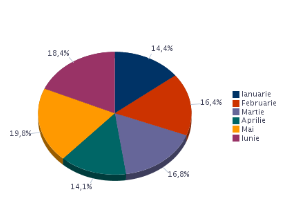 18,4%
14,4%
16,4%
16,8%
14,1%
19,8%
Ianuarie
Februarie
Martie
Aprilie
Mai
Iunie